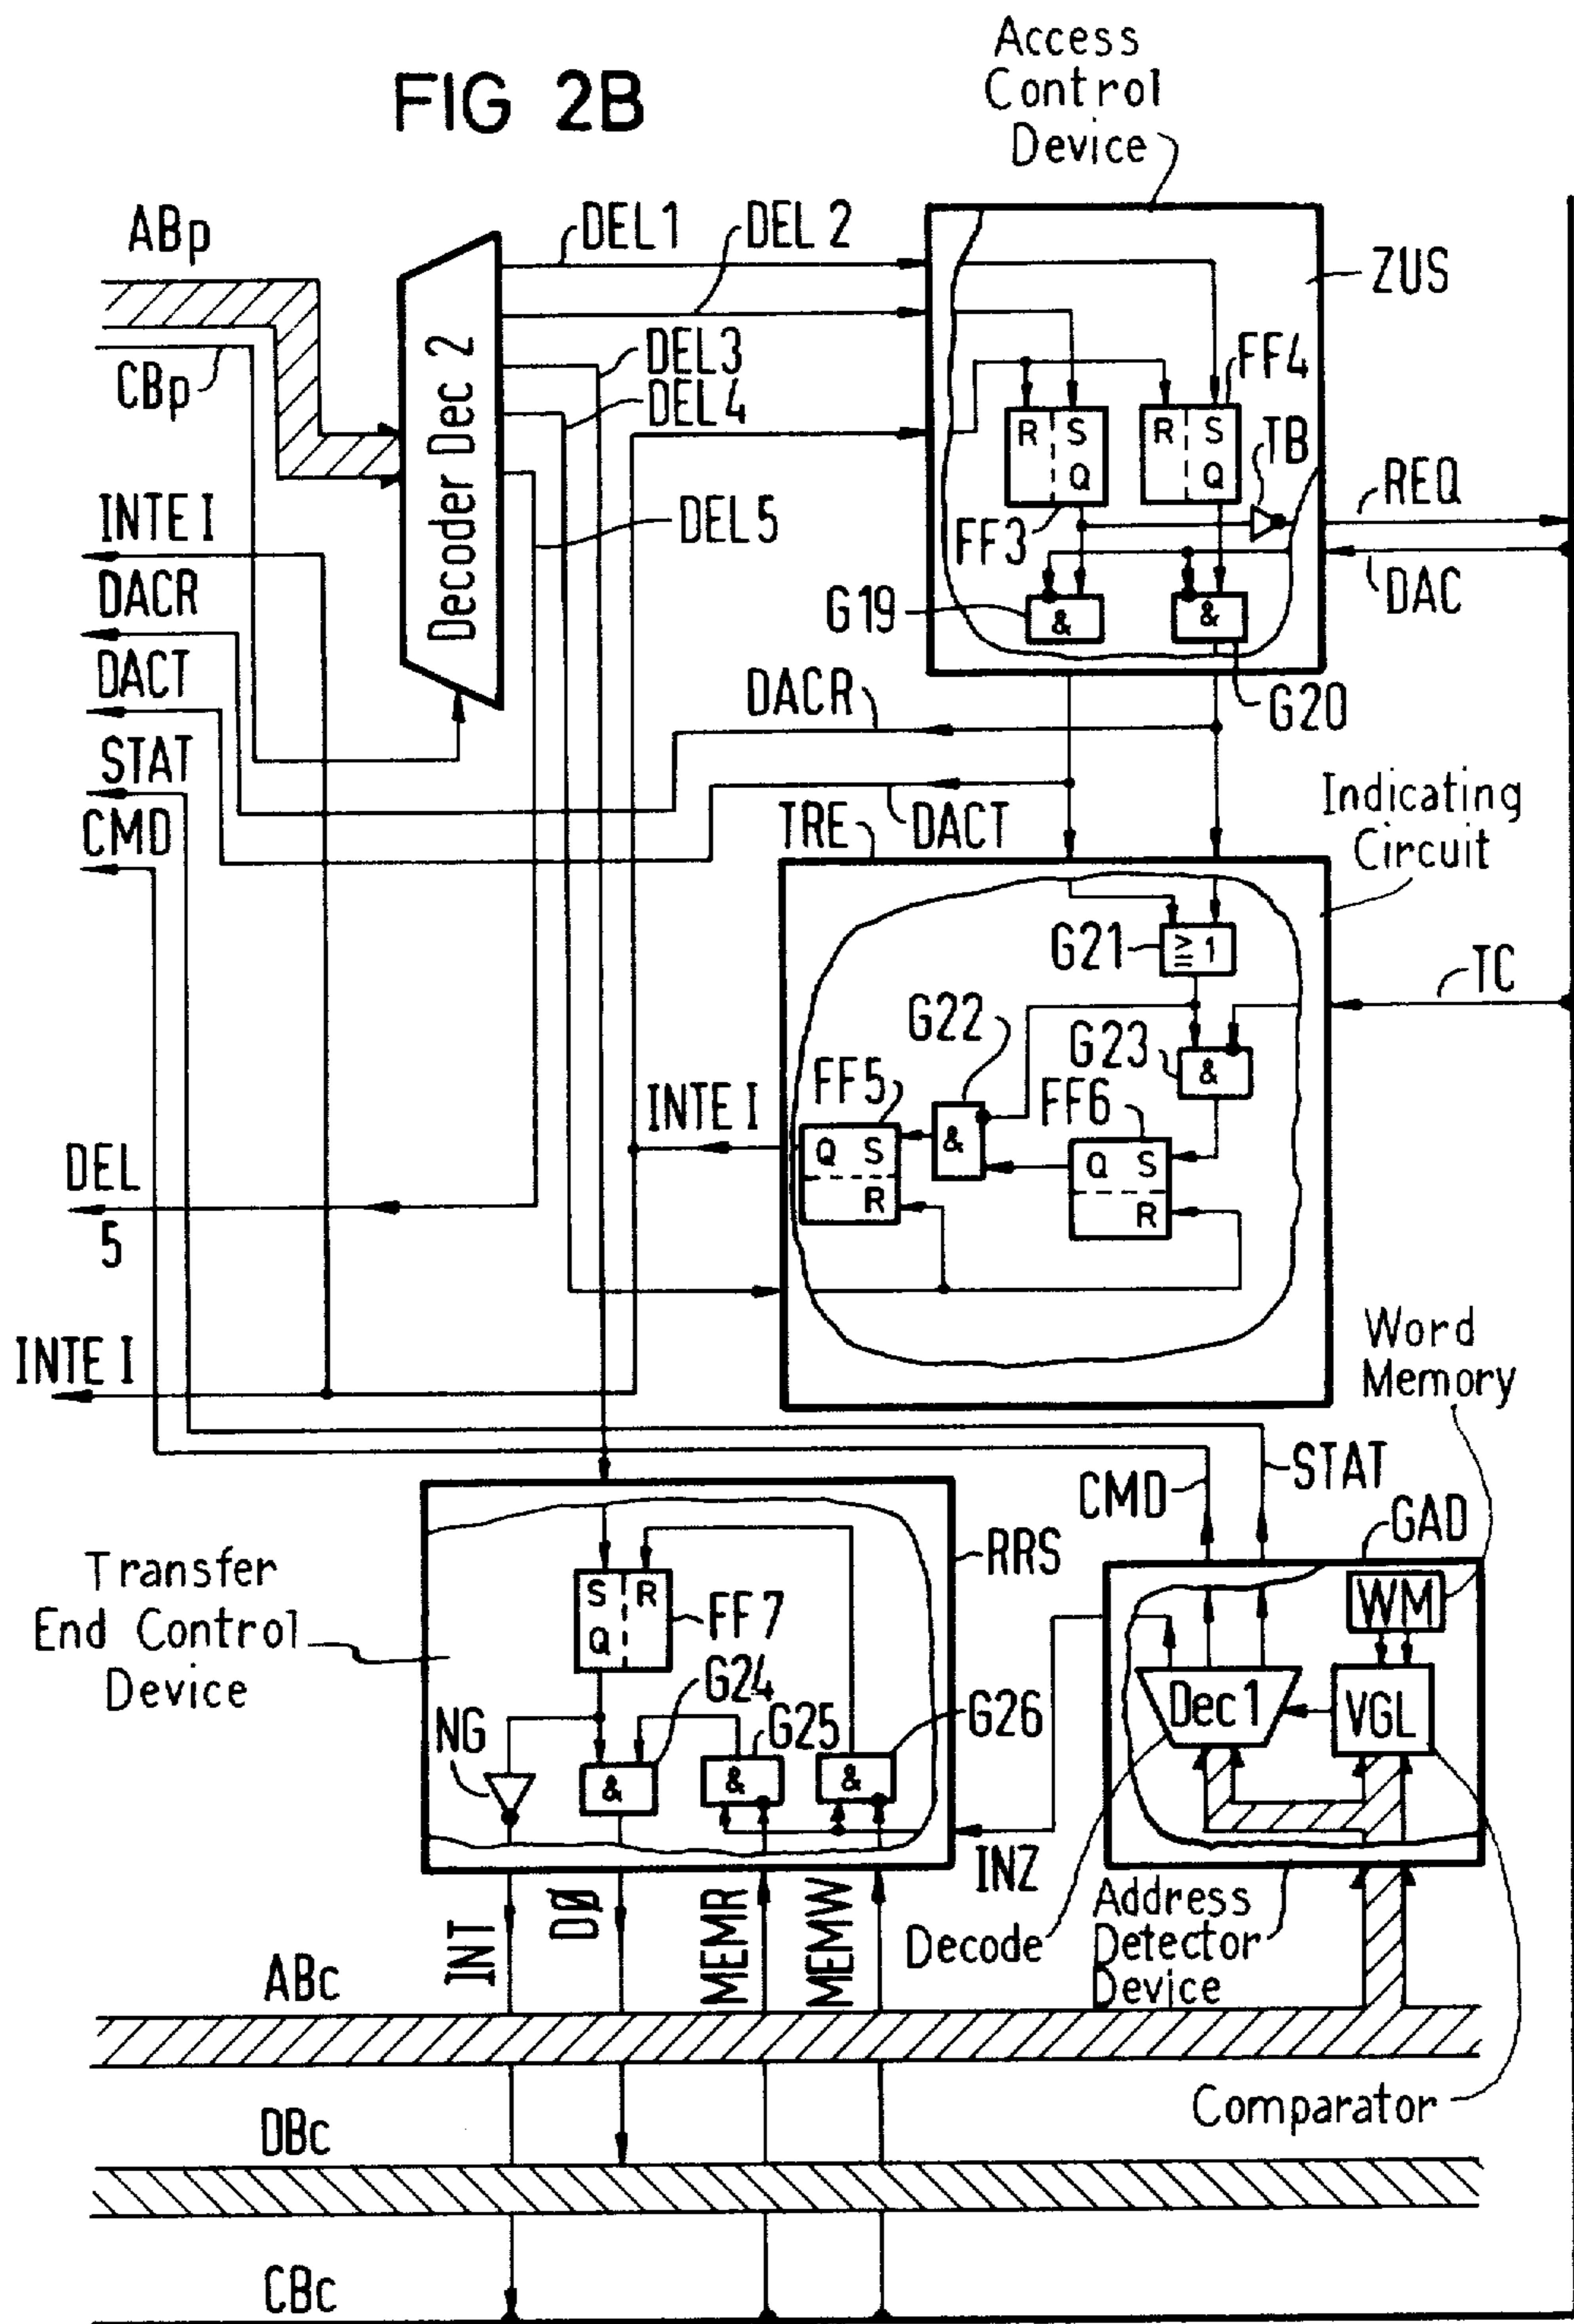 FIG 2B
Access
Control
Device
ABp
CBp
Decoder Dec 2
DEL1
DEL 2
DEL3
DEL4
DEL5
ZUS
FF4
R S
Q
R S
Q
FF3
TB
REQ
DAC
G19
&
&
G20
INTE I
DACR
DACT
STAT
CMD
DACR
DACT
TRE
Indicating
Circuit
G21
≥ 1
TC
G22
G23
&
FF5
FF6
INTE I
Q S
R
&
Q S
R
DEL
5
INTE I
Word
Memory
CMD
STAT
GAD
RRS
Transfer
End Control
Device
S R
Q
FF7
G24
G25
G26
NG
&
&
&
WM
Dec1
VGL
INZ
INT
DØ
MEMR
MEMW
Decode
Address
Detector
Device
Comparator
ABc
DBc
CBc